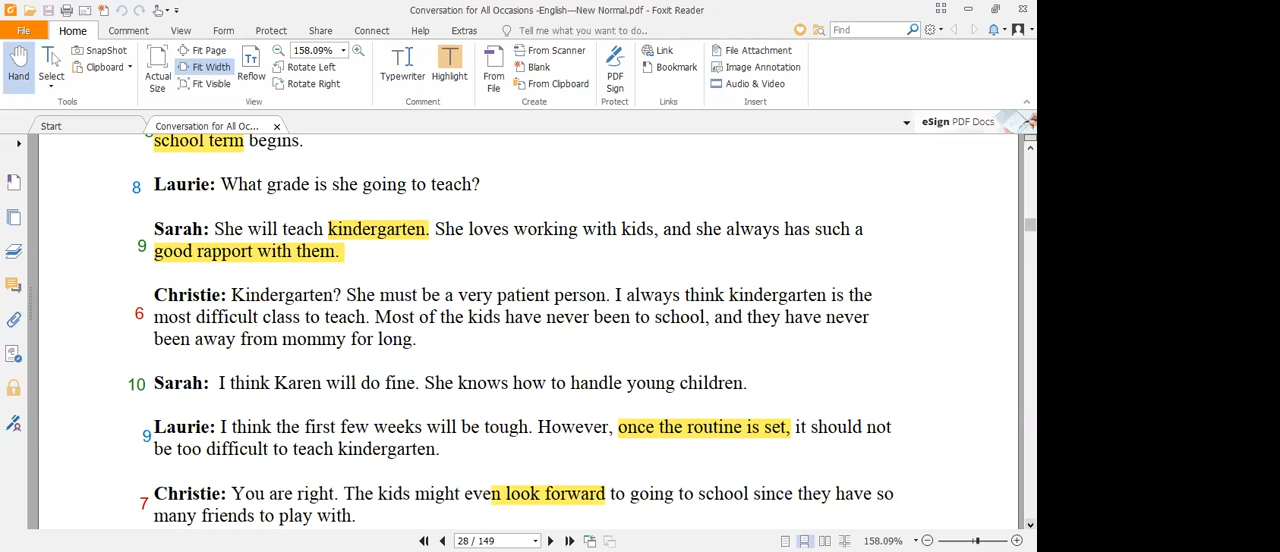 Conversation for All Occasions -English---New Normal.pdf - Foxit Reader
File Home Comment View Form Protect Share Connect Help Extras Tell me what you want to do.. Find
Hand
Select
SnapShot
Clipboard
Tools
Actual Size
Fit Page
Fit Width
Fit Visible
Reflow
158.09%
Rotate Left
Rotate Right
View
Typewriter
Highlight
Comment
From File
From Scanner
Blank
From Clipboard
Create
PDF Sign
Protect
Link
Bookmark
Links
File Attachment
Image Annotation
Audio & Video
Insert
Start Conversation for All Oc... eSign PDF Docs
school term begins.
8 Laurie: What grade is she going to teach?
Sarah: She will teach kindergarten. She loves working with kids, and she always has such a
9 good rapport with them.
Christie: Kindergarten? She must be a very patient person. I always think kindergarten is the
6 most difficult class to teach. Most of the kids have never been to school, and they have never
been away from mommy for long.
10 Sarah: I think Karen will do fine. She knows how to handle young children.
Laurie: I think the first few weeks will be tough. However, once the routine is set, it should not
9 be too difficult to teach kindergarten.
Christie: You are right. The kids might even look forward to going to school since they have so
7 many friends to play with.
28 / 149 158.09%